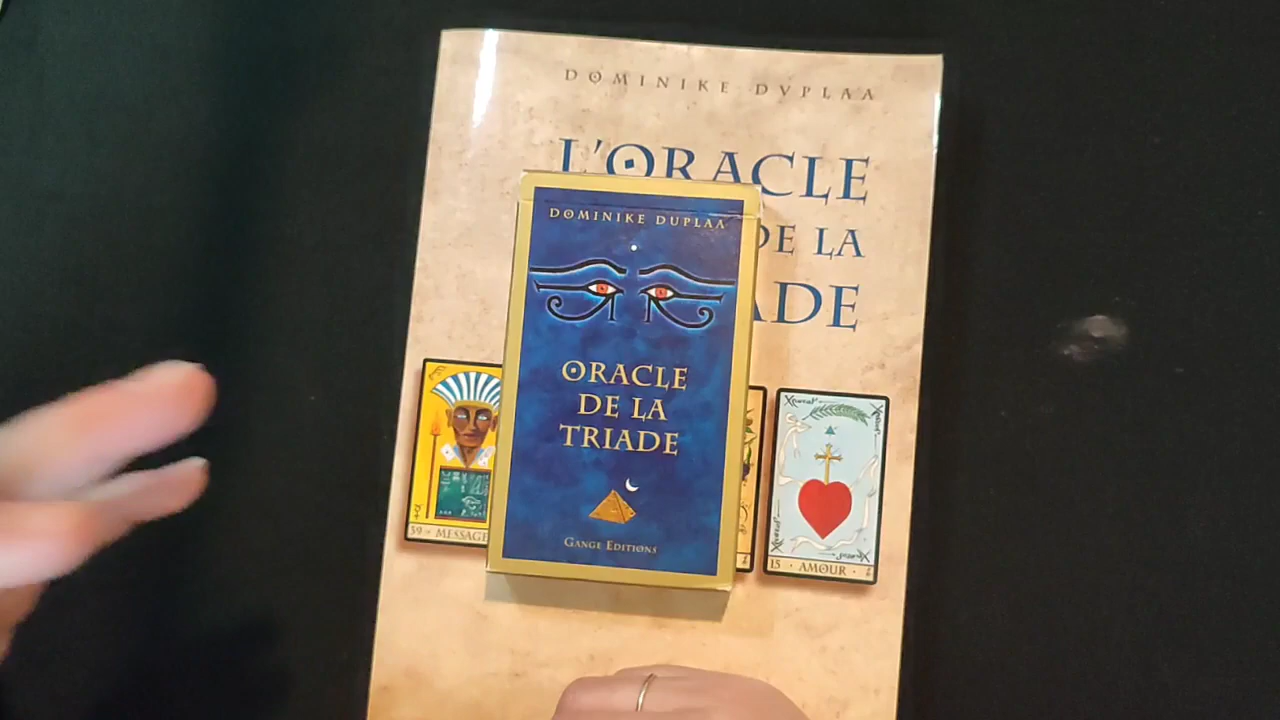 DOMINIKE DUPLAA
L'ORACLE
DE LA
ADE
DOMINIKE DUPLAA
ORACLE
DE LA
TRIADE
GANGE EDITIONS
59 - MESSAGE
15 · AMOUR ·